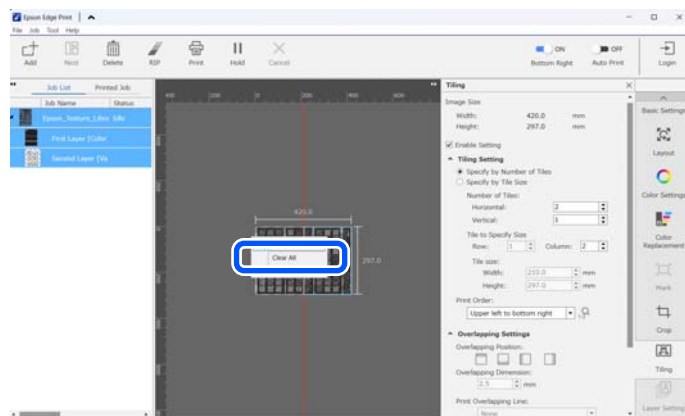 Epson Edge Print
File Job Tool Help
Add
Nest
Delete
RIP
Print
Hold
Cancel
ON
Bottom Right
OFF
Auto Print
Login
Job List
Printed Job
Job Name
Status
Epson_Texture_Libra Idle
First Layer [Color
Second Layer [Va
420.0
297.0
Clear All
Tiling
Image Size
Width: 420.0 mm
Height: 297.0 mm
Enable Setting
Tiling Setting
Specify by Number of Tiles
Specify by Tile Size
Number of Tiles:
Horizontal: 2
Vertical: 1
Tile to Specify Size
Row: 1 Column: 2
Tile size:
Width: 210.0 mm
Height: 297.0 mm
Print Order:
Upper left to bottom right
Overlapping Settings
Overlapping Position:
Overlapping Dimension:
2.5 mm
Print Overlapping Line:
None
Basic Settings
Layout
Color Settings
Color
Replacement
Mark
Crop
Tiling
Layer Setting